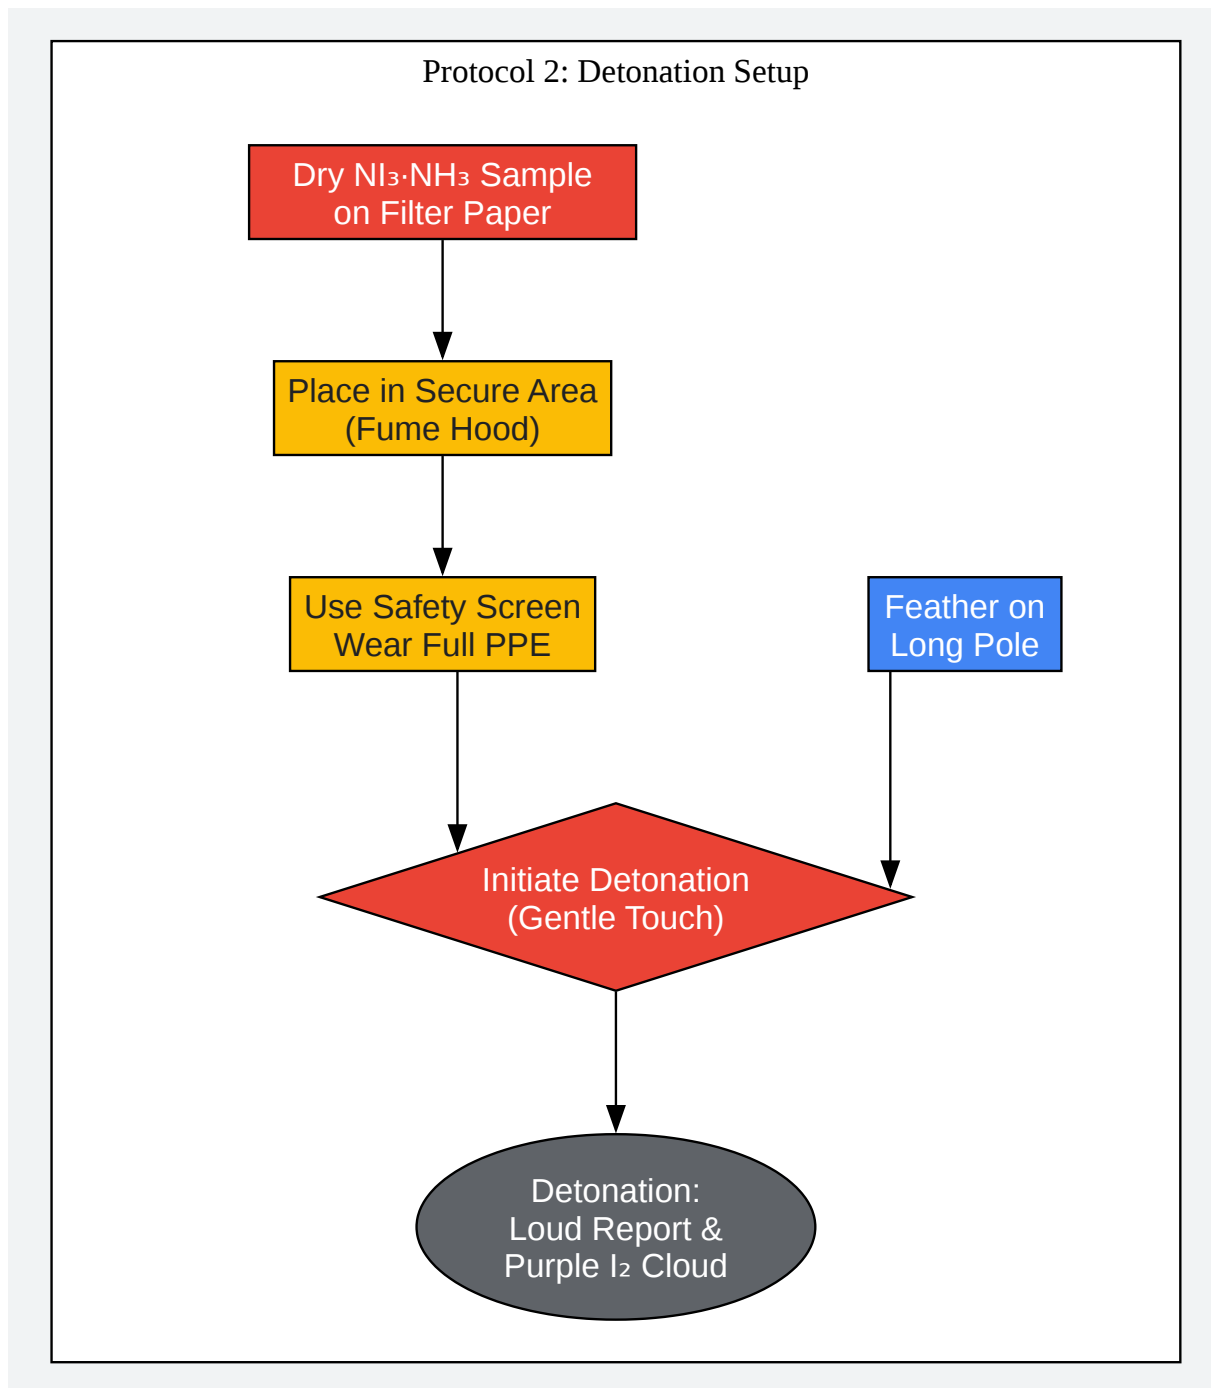 Protocol 2: Detonation Setup
Dry NI₃·NH₃ Sample
on Filter Paper
Place in Secure Area
(Fume Hood)
Use Safety Screen
Wear Full PPE
Feather on
Long Pole
Initiate Detonation
(Gentle Touch)
Detonation:
Loud Report &
Purple I₂ Cloud